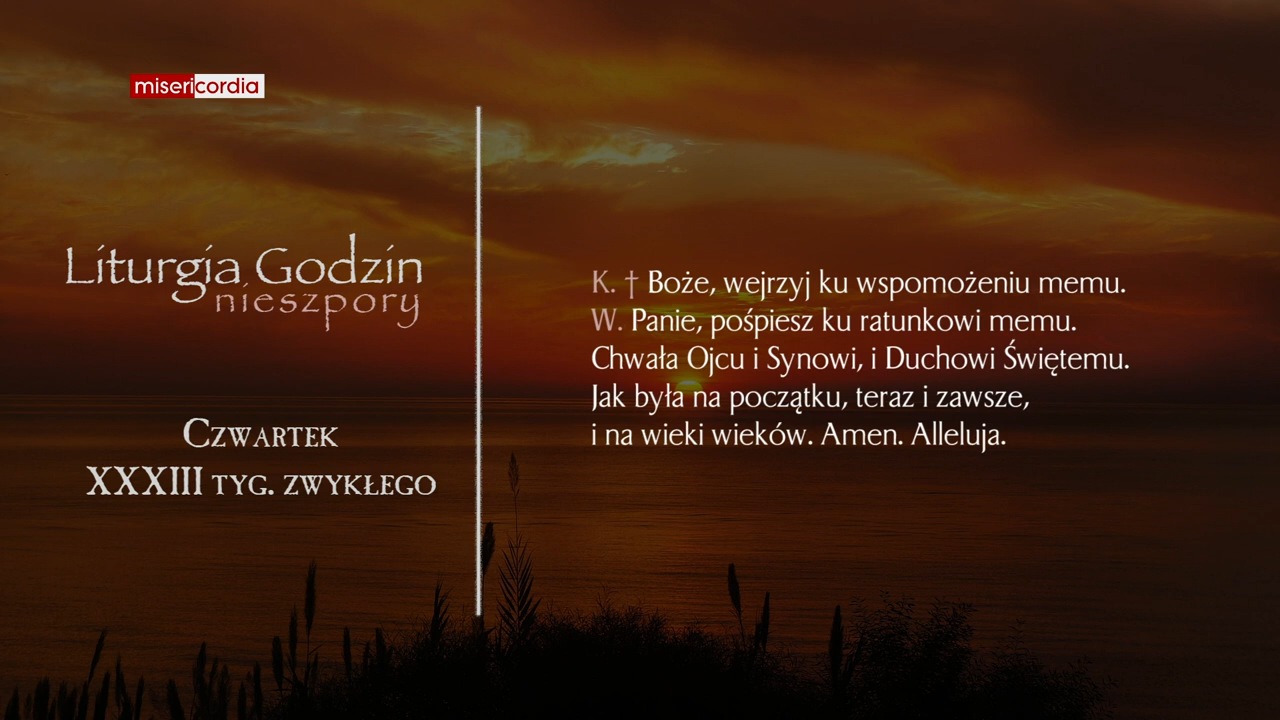 misericordia
Liturgia Godzin
nieszpory
Czwartek
XXXIII tyg. zwykłego
K. † Boże, wejrzyj ku wspomożeniu memu.
W. Panie, pośpiesz ku ratunkowi memu.
Chwała Ojcu i Synowi, i Duchowi Świętemu.
Jak była na początku, teraz i zawsze,
i na wieki wieków. Amen. Alleluja.